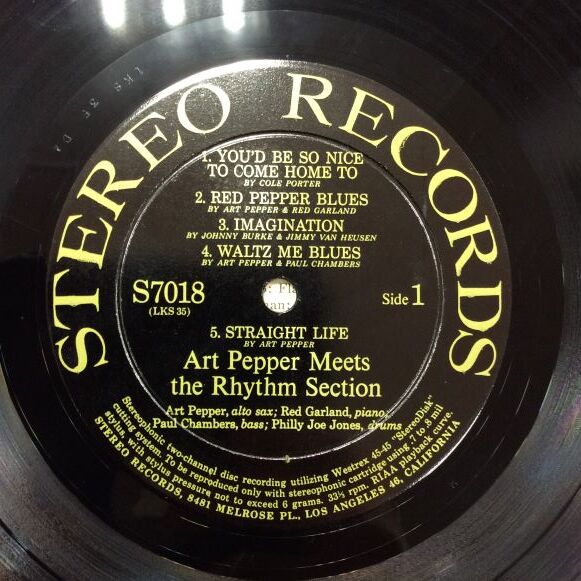 STEREO RECORDS
1. YOU'D BE SO NICE
TO COME HOME TO
BY COLE PORTER
2. RED PEPPER BLUES
BY ART PEPPER & RED GARLAND
3. IMAGINATION
BY JOHNNY BURKE & JIMMY VAN HEUSEN
4. WALTZ ME BLUES
BY ART PEPPER & PAUL CHAMBERS
S7018
(LKS 35)
Side 1
5. STRAIGHT LIFE
BY ART PEPPER
Art Pepper Meets
the Rhythm Section
Art Pepper, alto sax; Red Garland, piano;
Paul Chambers, bass; Philly Joe Jones, drums
Stereophonic two-channel disc recording utilizing Westrex 45-45 "StereoDisk"
cutting system. To be reproduced only with stereophonic cartridge using .7 to .8 mil
stylus, with stylus pressure not to exceed 6 grams. 33⅓ rpm. RIAA playback curve.
STEREO RECORDS, 8481 MELROSE PL., LOS ANGELES 46, CALIFORNIA